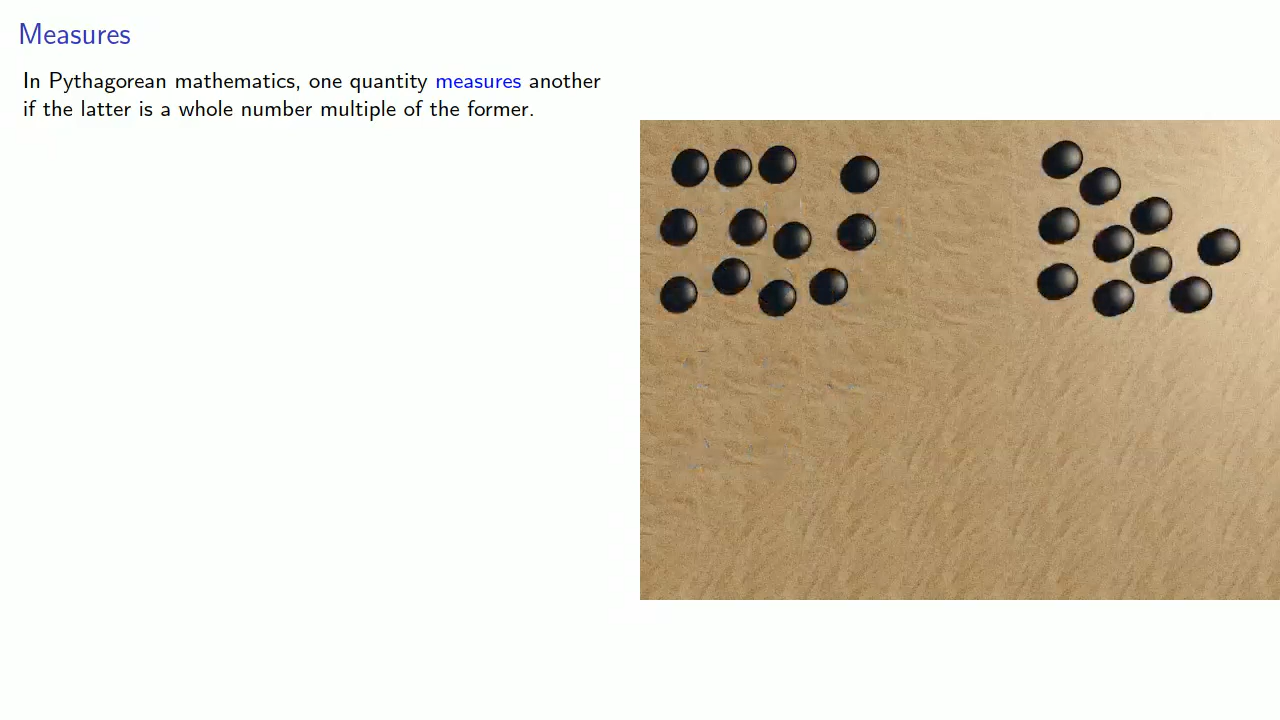 Measures
In Pythagorean mathematics, one quantity measures another
if the latter is a whole number multiple of the former.